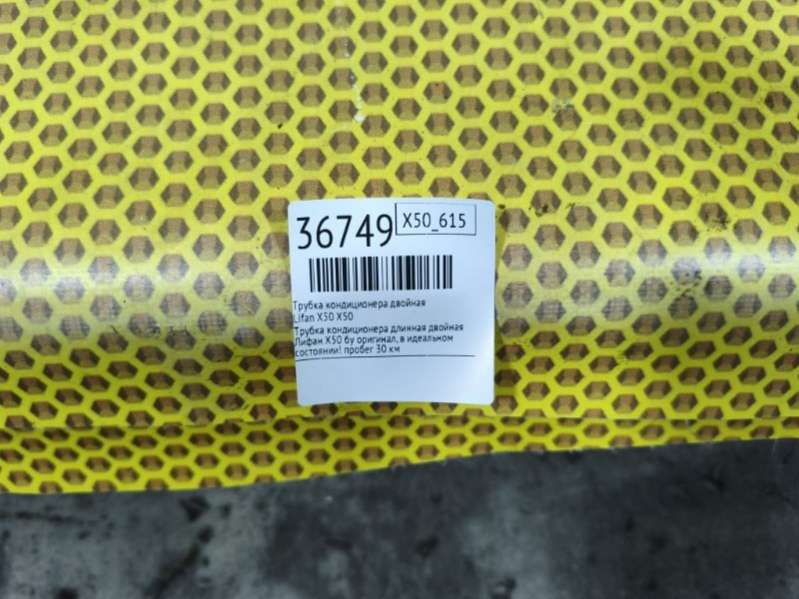 36749 X50_615
Трубка кондиционера двойная
Lifan X50 X50
Трубка кондиционера длинная двойная
Лифан Х50 бу оригинал, в идеальном
состоянии! пробег 30 км